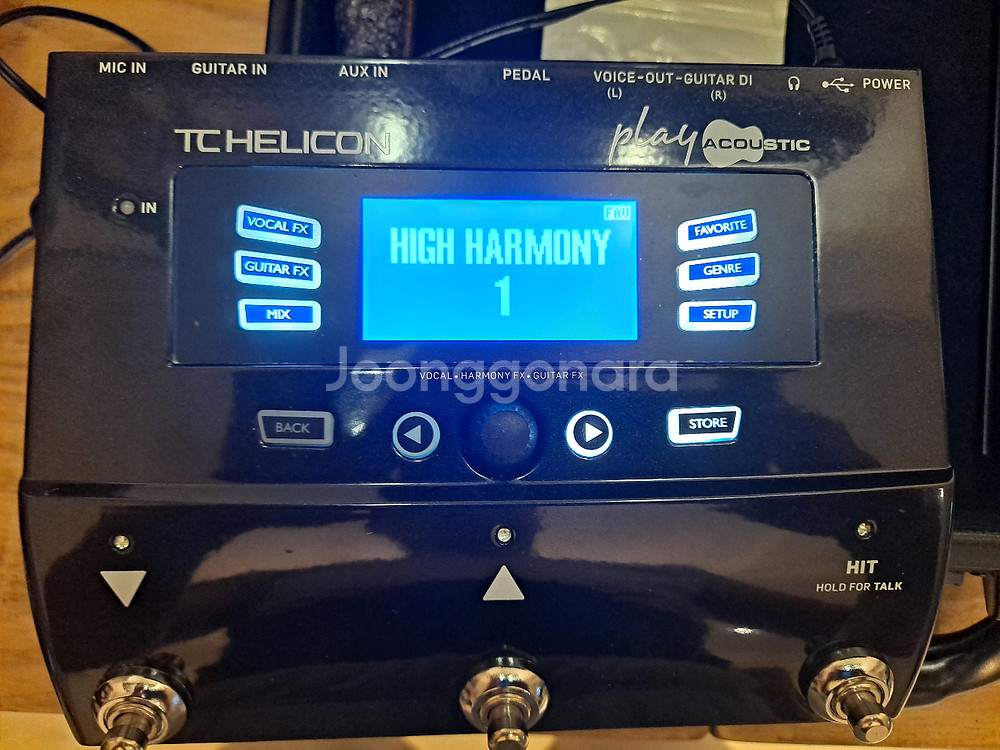 MIC IN GUITAR IN AUX IN PEDAL VOICE-OUT-GUITAR DI POWER
(L) (R)
TC HELICON play ACOUSTIC
IN
VOCAL FX FAV FAVORITE
HIGH HARMONY
GUITAR FX GENRE
1
MIX SETUP
Joonggonara
VOCAL • HARMONY FX • GUITAR FX
BACK STORE
HIT
HOLD FOR TALK